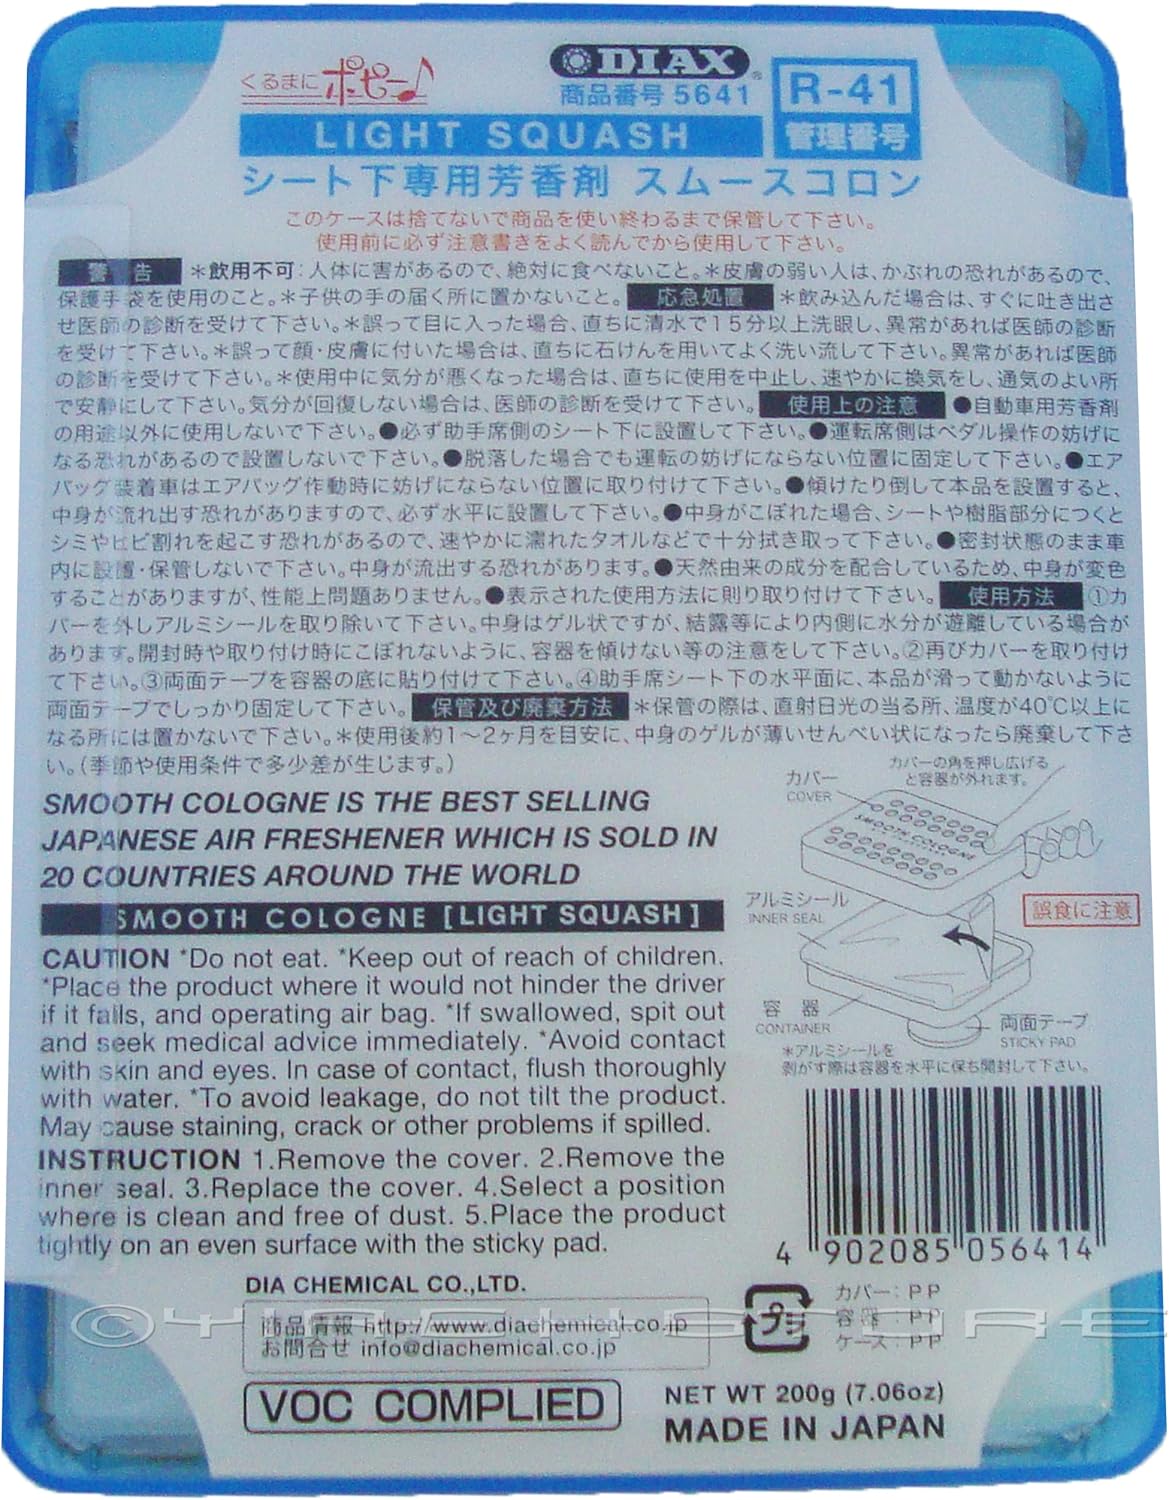 くるまにポピー♪
DIAX®
商品番号 5641
R-41
管理番号
LIGHT SQUASH
シート下専用芳香剤 スムースコロン
このケースは捨てないで商品を使い終わるまで保管して下さい。
使用前に必ず注意書きをよく読んでから使用して下さい。
警告 ＊飲用不可：人体に害があるので、絶対に食べないこと。＊皮膚の弱い人は、かぶれの恐れがあるので、
保護手袋を使用のこと。＊子供の手の届く所に置かないこと。 応急処置 ＊飲み込んだ場合は、すぐに吐き出さ
せ医師の診断を受けて下さい。＊誤って目に入った場合、直ちに清水で15分以上洗眼し、異常があれば医師の診断
を受けて下さい。＊誤って顔・皮膚に付いた場合は、直ちに石けんを用いてよく洗い流して下さい。異常があれば医師
の診断を受けて下さい。＊使用中に気分が悪くなった場合は、直ちに使用を中止し、速やかに換気をし、通気のよい所
で安静にして下さい。気分が回復しない場合は、医師の診断を受けて下さい。 使用上の注意 ●自動車用芳香剤
の用途以外に使用しないで下さい。●必ず助手席側のシート下に設置して下さい。●運転席側はペダル操作の妨げに
なる恐れがあるので設置しないで下さい。●脱落した場合でも運転の妨げにならない位置に固定して下さい。●エア
バッグ装着車はエアバッグ作動時に妨げにならない位置に取り付けて下さい。●傾けたり倒して本品を設置すると、
中身が流れ出す恐れがありますので、必ず水平に設置して下さい。●中身がこぼれた場合、シートや樹脂部分につくと
シミやヒビ割れを起こす恐れがあるので、速やかに濡れたタオルなどで十分拭き取って下さい。●密封状態のまま車
内に設置・保管しないで下さい。中身が流出する恐れがあります。●天然由来の成分を配合しているため、中身が変色
することがありますが、性能上問題ありません。●表示された使用方法に則り取り付けて下さい。 使用方法 ①カ
バーを外しアルミシールを取り除いて下さい。中身はゲル状ですが、結露等により内側に水分が遊離している場合が
あります。開封時や取り付け時にこぼれないように、容器を傾けない等の注意をして下さい。②再びカバーを取り付け
て下さい。③両面テープを容器の底に貼り付けて下さい。④助手席シート下の水平面に、本品が滑って動かないように
両面テープでしっかり固定して下さい。 保管及び廃棄方法 ＊保管の際は、直射日光の当る所、温度が40℃以上に
なる所には置かないで下さい。＊使用後約1～2ヶ月を目安に、中身のゲルが薄いせんべい状になったら廃棄して下さ
い。（季節や使用条件で多少差が生じます。）
SMOOTH COLOGNE IS THE BEST SELLING
JAPANESE AIR FRESHENER WHICH IS SOLD IN
20 COUNTRIES AROUND THE WORLD
SMOOTH COLOGNE [LIGHT SQUASH]
CAUTION *Do not eat. *Keep out of reach of children.
*Place the product where it would not hinder the driver
if it falls, and operating air bag. *If swallowed, spit out
and seek medical advice immediately. *Avoid contact
with skin and eyes. In case of contact, flush thoroughly
with water. *To avoid leakage, do not tilt the product.
May cause staining, crack or other problems if spilled.
INSTRUCTION 1.Remove the cover. 2.Remove the
inner seal. 3.Replace the cover. 4.Select a position
where is clean and free of dust. 5.Place the product
tightly on an even surface with the sticky pad.
カバーの角を押し広げる
と容器が外れます。
カバー
COVER
SMOOTH COLOGNE
アルミシール
INNER SEAL
誤食に注意
容器
CONTAINER
両面テープ
STICKY PAD
＊アルミシールを
剥がす際は容器を水平に保ち開封して下さい。
4 902085 056414
DIA CHEMICAL CO.,LTD.
商品情報 http://www.diachemical.co.jp
お問合せ info@diachemical.co.jp
プラ
カバー：PP
容器：PP
ケース：PP
VOC COMPLIED
NET WT 200g (7.06oz)
MADE IN JAPAN